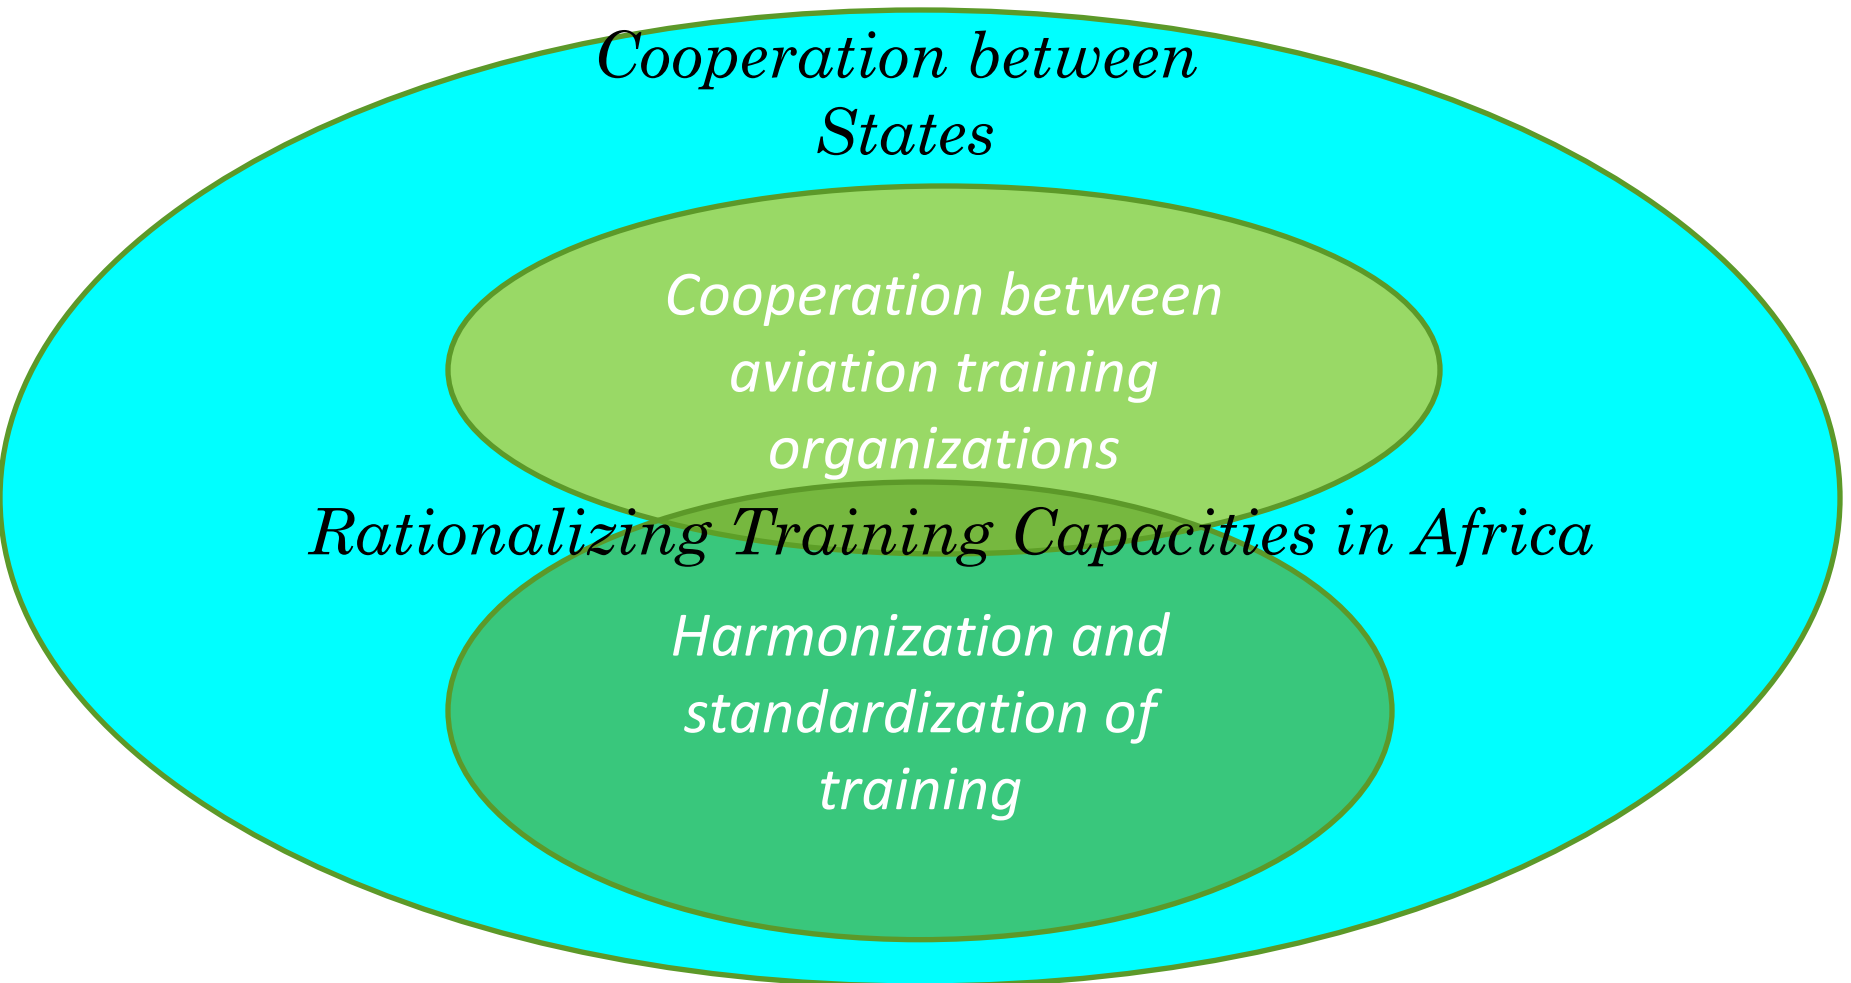 Cooperation between
States
Cooperation between
aviation training
organizations
Rationalizing Training Capacities in Africa
Harmonization and
standardization of
training